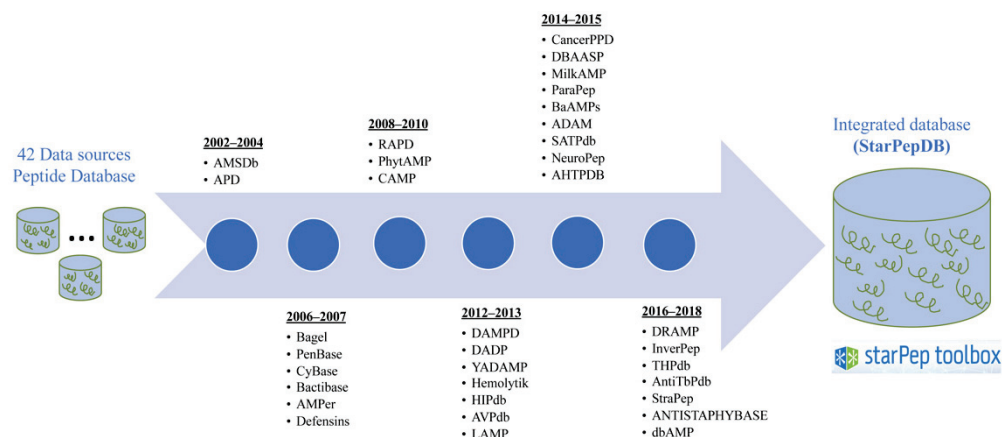 42 Data sources
Peptide Database
2002–2004
• AMSDb
• APD
2006–2007
• Bagel
• PenBase
• CyBase
• Bactibase
• AMPer
• Defensins
2008–2010
• RAPD
• PhytAMP
• CAMP
2012–2013
• DAMPD
• DADP
• YADAMP
• Hemolytik
• HIPdb
• AVPdb
• LAMP
2014–2015
• CancerPPD
• DBAASP
• MilkAMP
• ParaPep
• BaAMPs
• ADAM
• SATPdb
• NeuroPep
• AHTPDB
2016–2018
• DRAMP
• InverPep
• THPdb
• AntiTbPdb
• StraPep
• ANTISTAPHYBASE
• dbAMP
Integrated database
(StarPepDB)
starPep toolbox